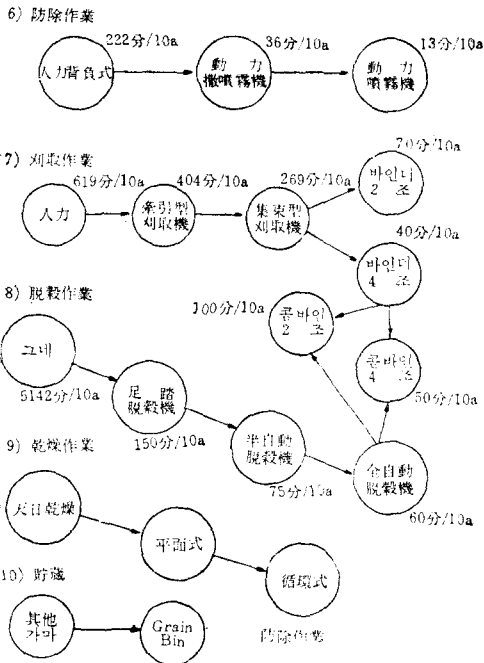 6) 防除作業
222分/10a
36分/10a
13分/10a
人力背負式
動力
撒噴霧機
動力
噴霧機
7) 刈取作業
619分/10a
404分/10a
269分/10a
70分/10a
人力
牽引型
刈取機
集束型
刈取機
바인더
2 조
40分/10a
바인더
4 조
8) 脱穀作業
100分/10a
콤바인
2 조
콤바인
4 조
50分/10a
그네
5142分/10a
足踏
脱穀機
150分/10a
半自動
脱穀機
75分/10a
全自動
脱穀機
60分/10a
9) 乾燥作業
天日乾燥
平面式
循環式
10) 貯蔵
其他
가마
Grain
Bin
防除作業